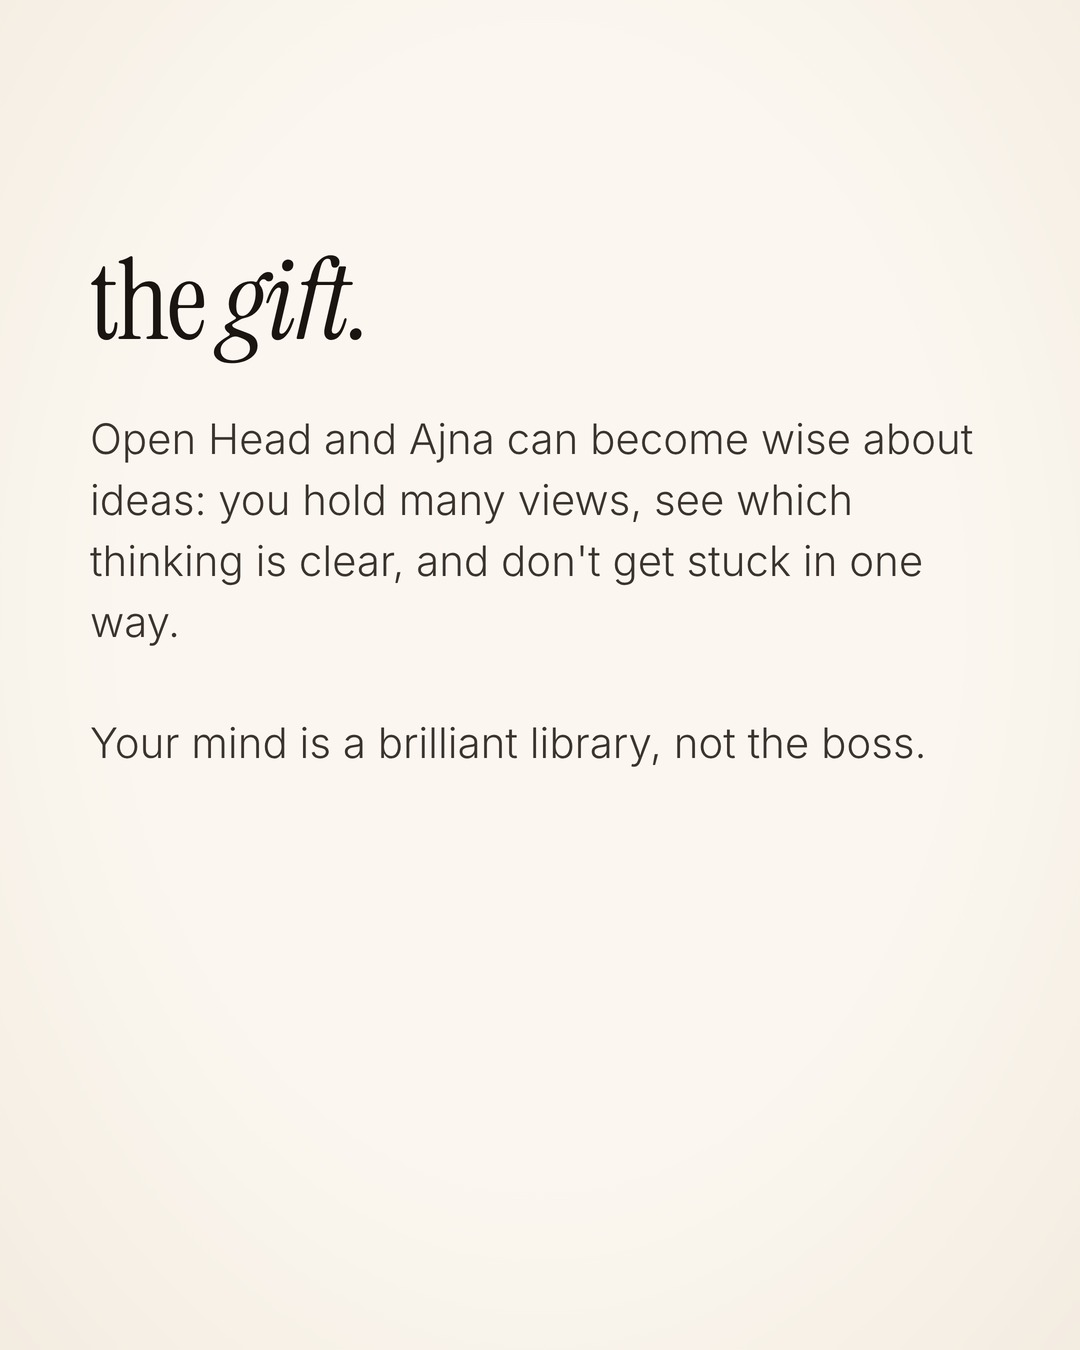 the gift.
Open Head and Ajna can become wise about
ideas: you hold many views, see which
thinking is clear, and don't get stuck in one
way.
Your mind is a brilliant library, not the boss.